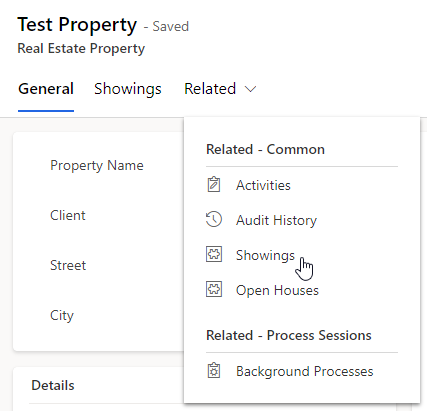 Test Property - Saved
Real Estate Property
General Showings Related
Related - Common
Property Name
Activities
Client
Audit History
Street
Showings
City
Open Houses
Related - Process Sessions
Background Processes
Details